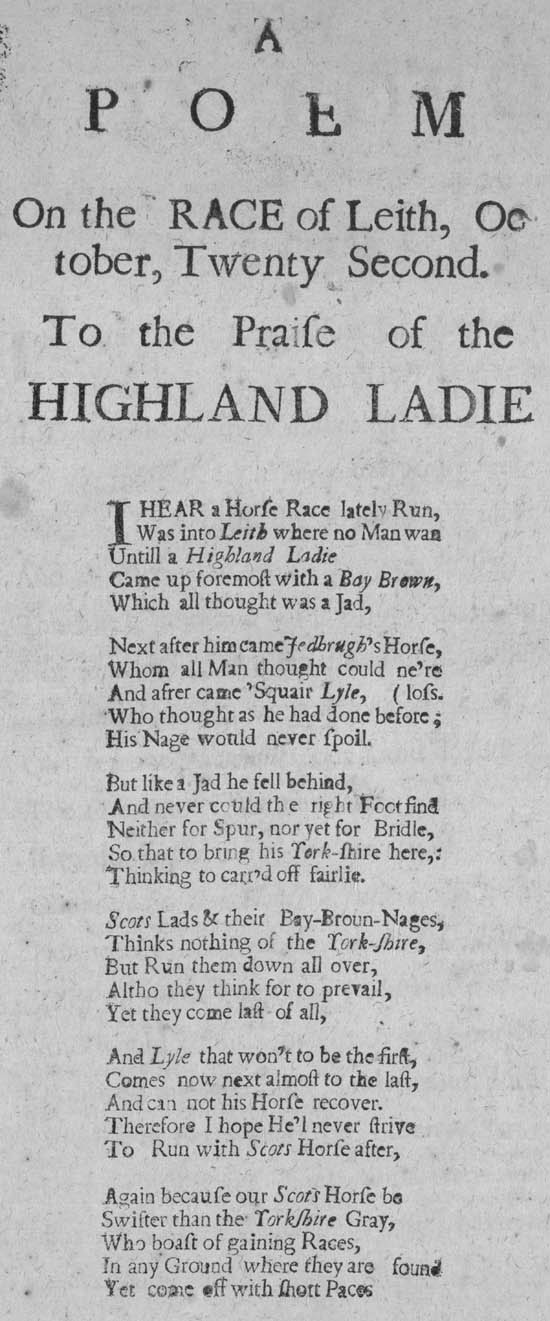 A
POEM
On the RACE of Leith, Oc-
tober, Twenty Second.
To the Praiſe of the
HIGHLAND LADIE
I HEAR a Horſe Race lately Run,
Was into Leith where no Man wan
Untill a Highland Ladie
Came up foremoſt with a Bay Brown,
Which all thought was a Jad,
Next after him came Jedbrugh's Horſe,
Whom all Man thought could ne're
And afrer came 'Squair Lyle, ( loſs.
Who thought as he had done before;
His Nage would never ſpoil.
But like a Jad he fell behind,
And never could the right Foot find
Neither for Spur, nor yet for Bridle,
So that to bring his York-ſhire here,:
Thinking to carr'd off fairlie.
Scots Lads & their Bay-Broun-Nages,
Thinks nothing of the York-ſhire,
But Run them down all over,
Altho they think for to prevail,
Yet they come laſt of all,
And Lyle that won't to be the firſt,
Comes now next almoſt to the laſt,
And can not his Horſe recover.
Therefore I hope He'l never ſtrive
To Run with Scots Horſe after,
Again becauſe our Scots Horſe be
Swifter than the Yorkſhire Gray,
Who boaſt of gaining Races,
In any Ground where they are found
Yet come off with ſhort Paces